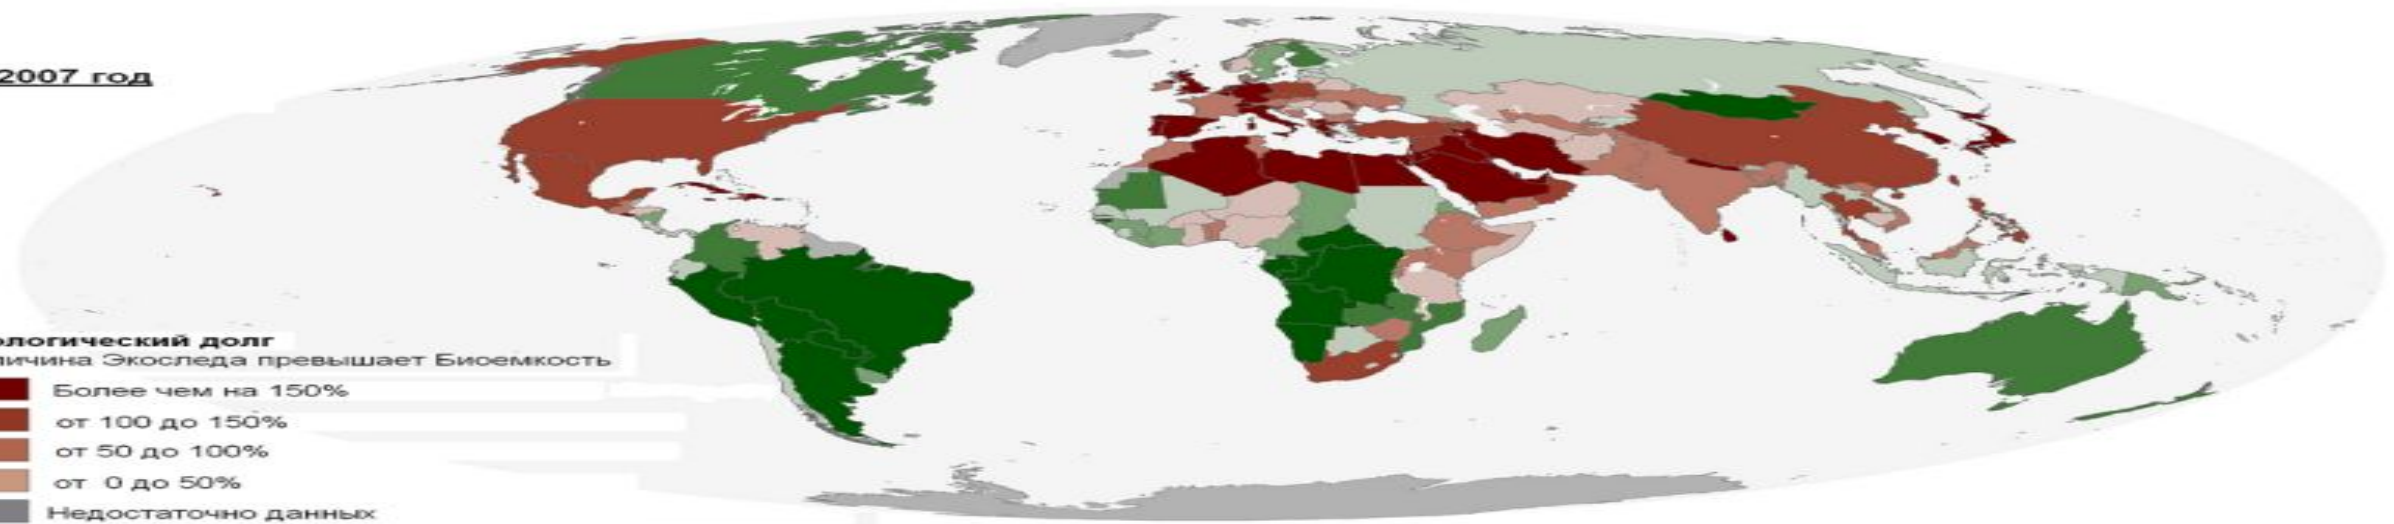 2007 год
ологический долг
личина Экоследа превышает Биоемкость
Более чем на 150%
от 100 до 150%
от 50 до 100%
от 0 до 50%
Недостаточно данных